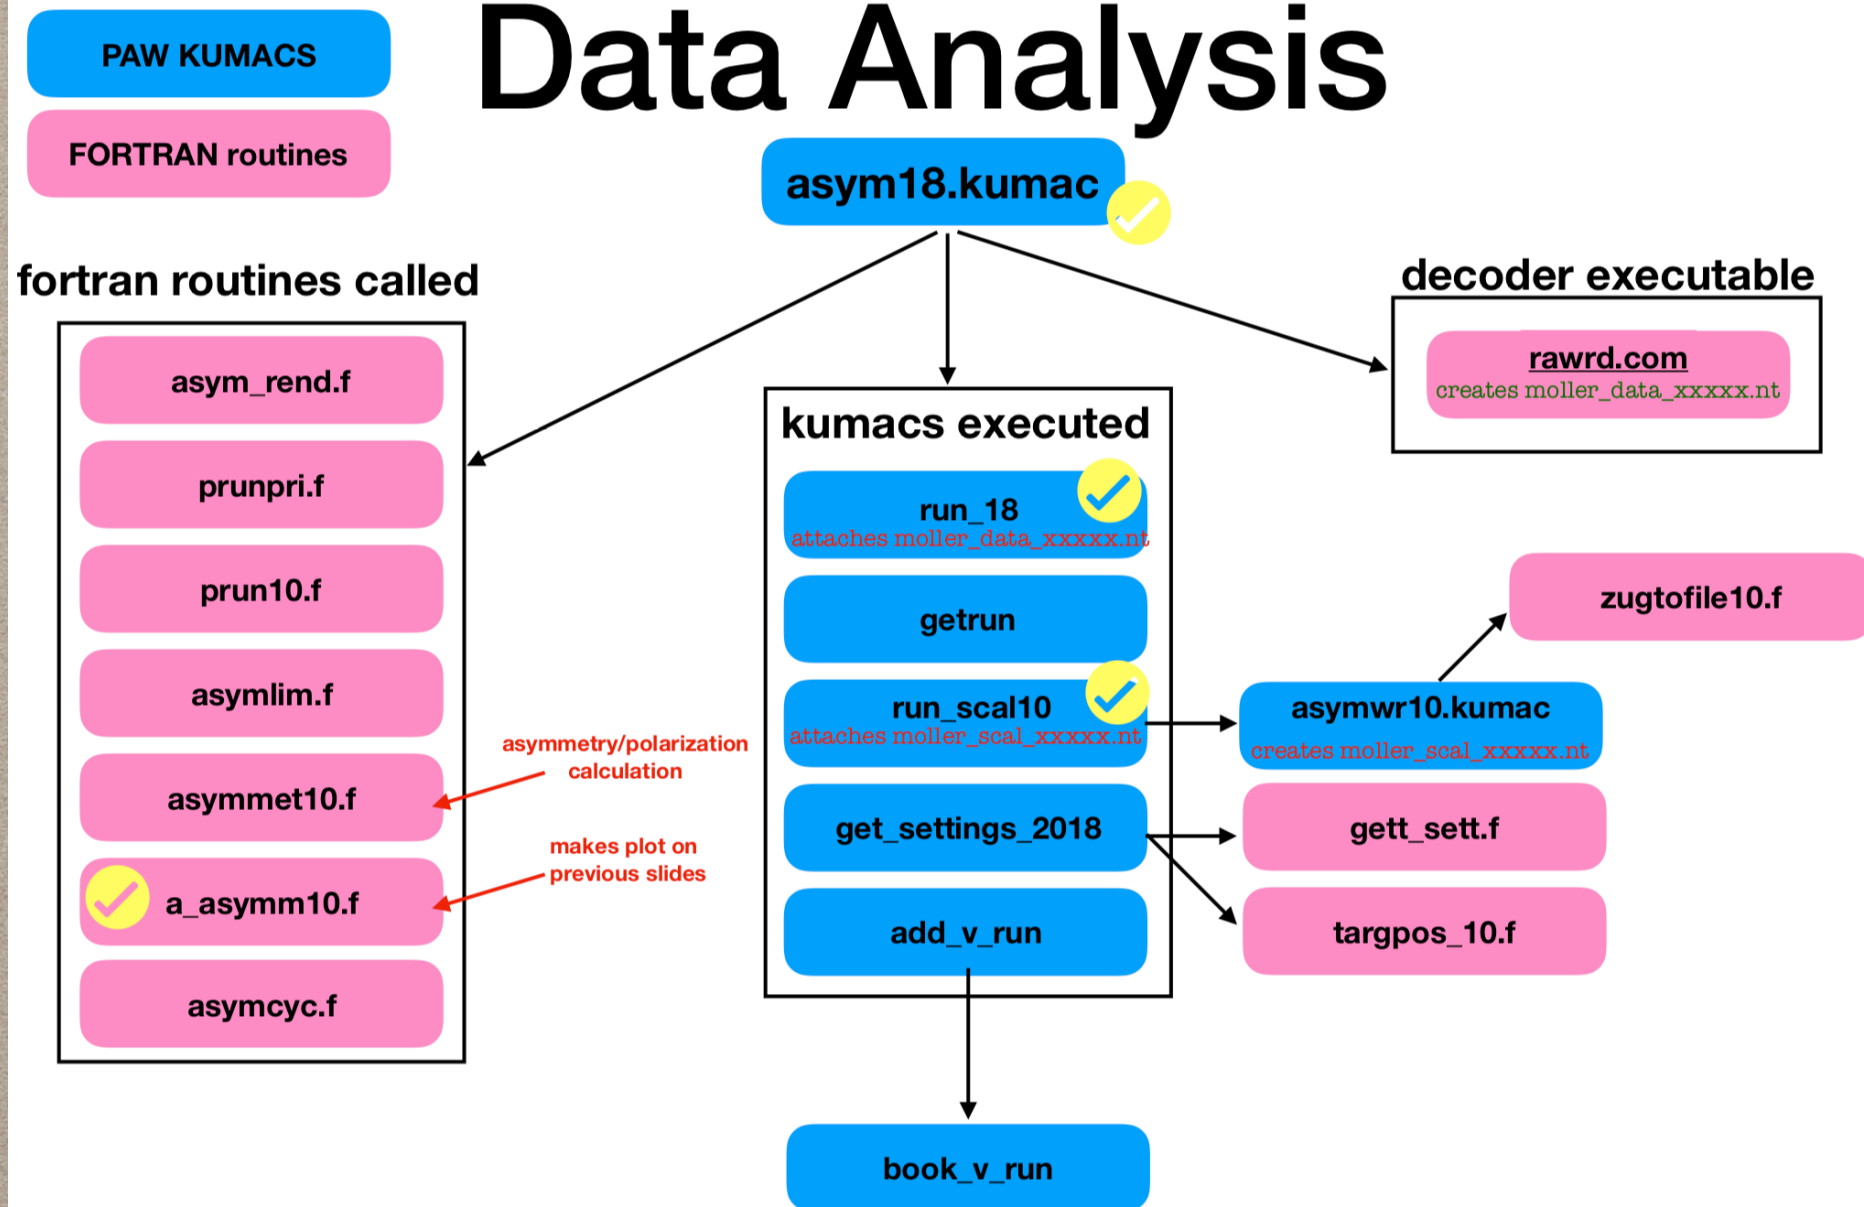 Data Analysis
PAW KUMACS
FORTRAN routines
asym18.kumac
fortran routines called
asym_rend.f
prunpri.f
prun10.f
asymlim.f
asymmet10.f
a_asymm10.f
asymcyc.f
asymmetry/polarization
calculation
makes plot on
previous slides
kumacs executed
run_18
attaches moller_data_xxxxx.nt
getrun
run_scal10
attaches moller_scal_xxxxx.nt
get_settings_2018
add_v_run
book_v_run
decoder executable
rawrd.com
creates moller_data_xxxxx.nt
zugtofile10.f
asymwr10.kumac
creates moller_scal_xxxxx.nt
gett_sett.f
targpos_10.f